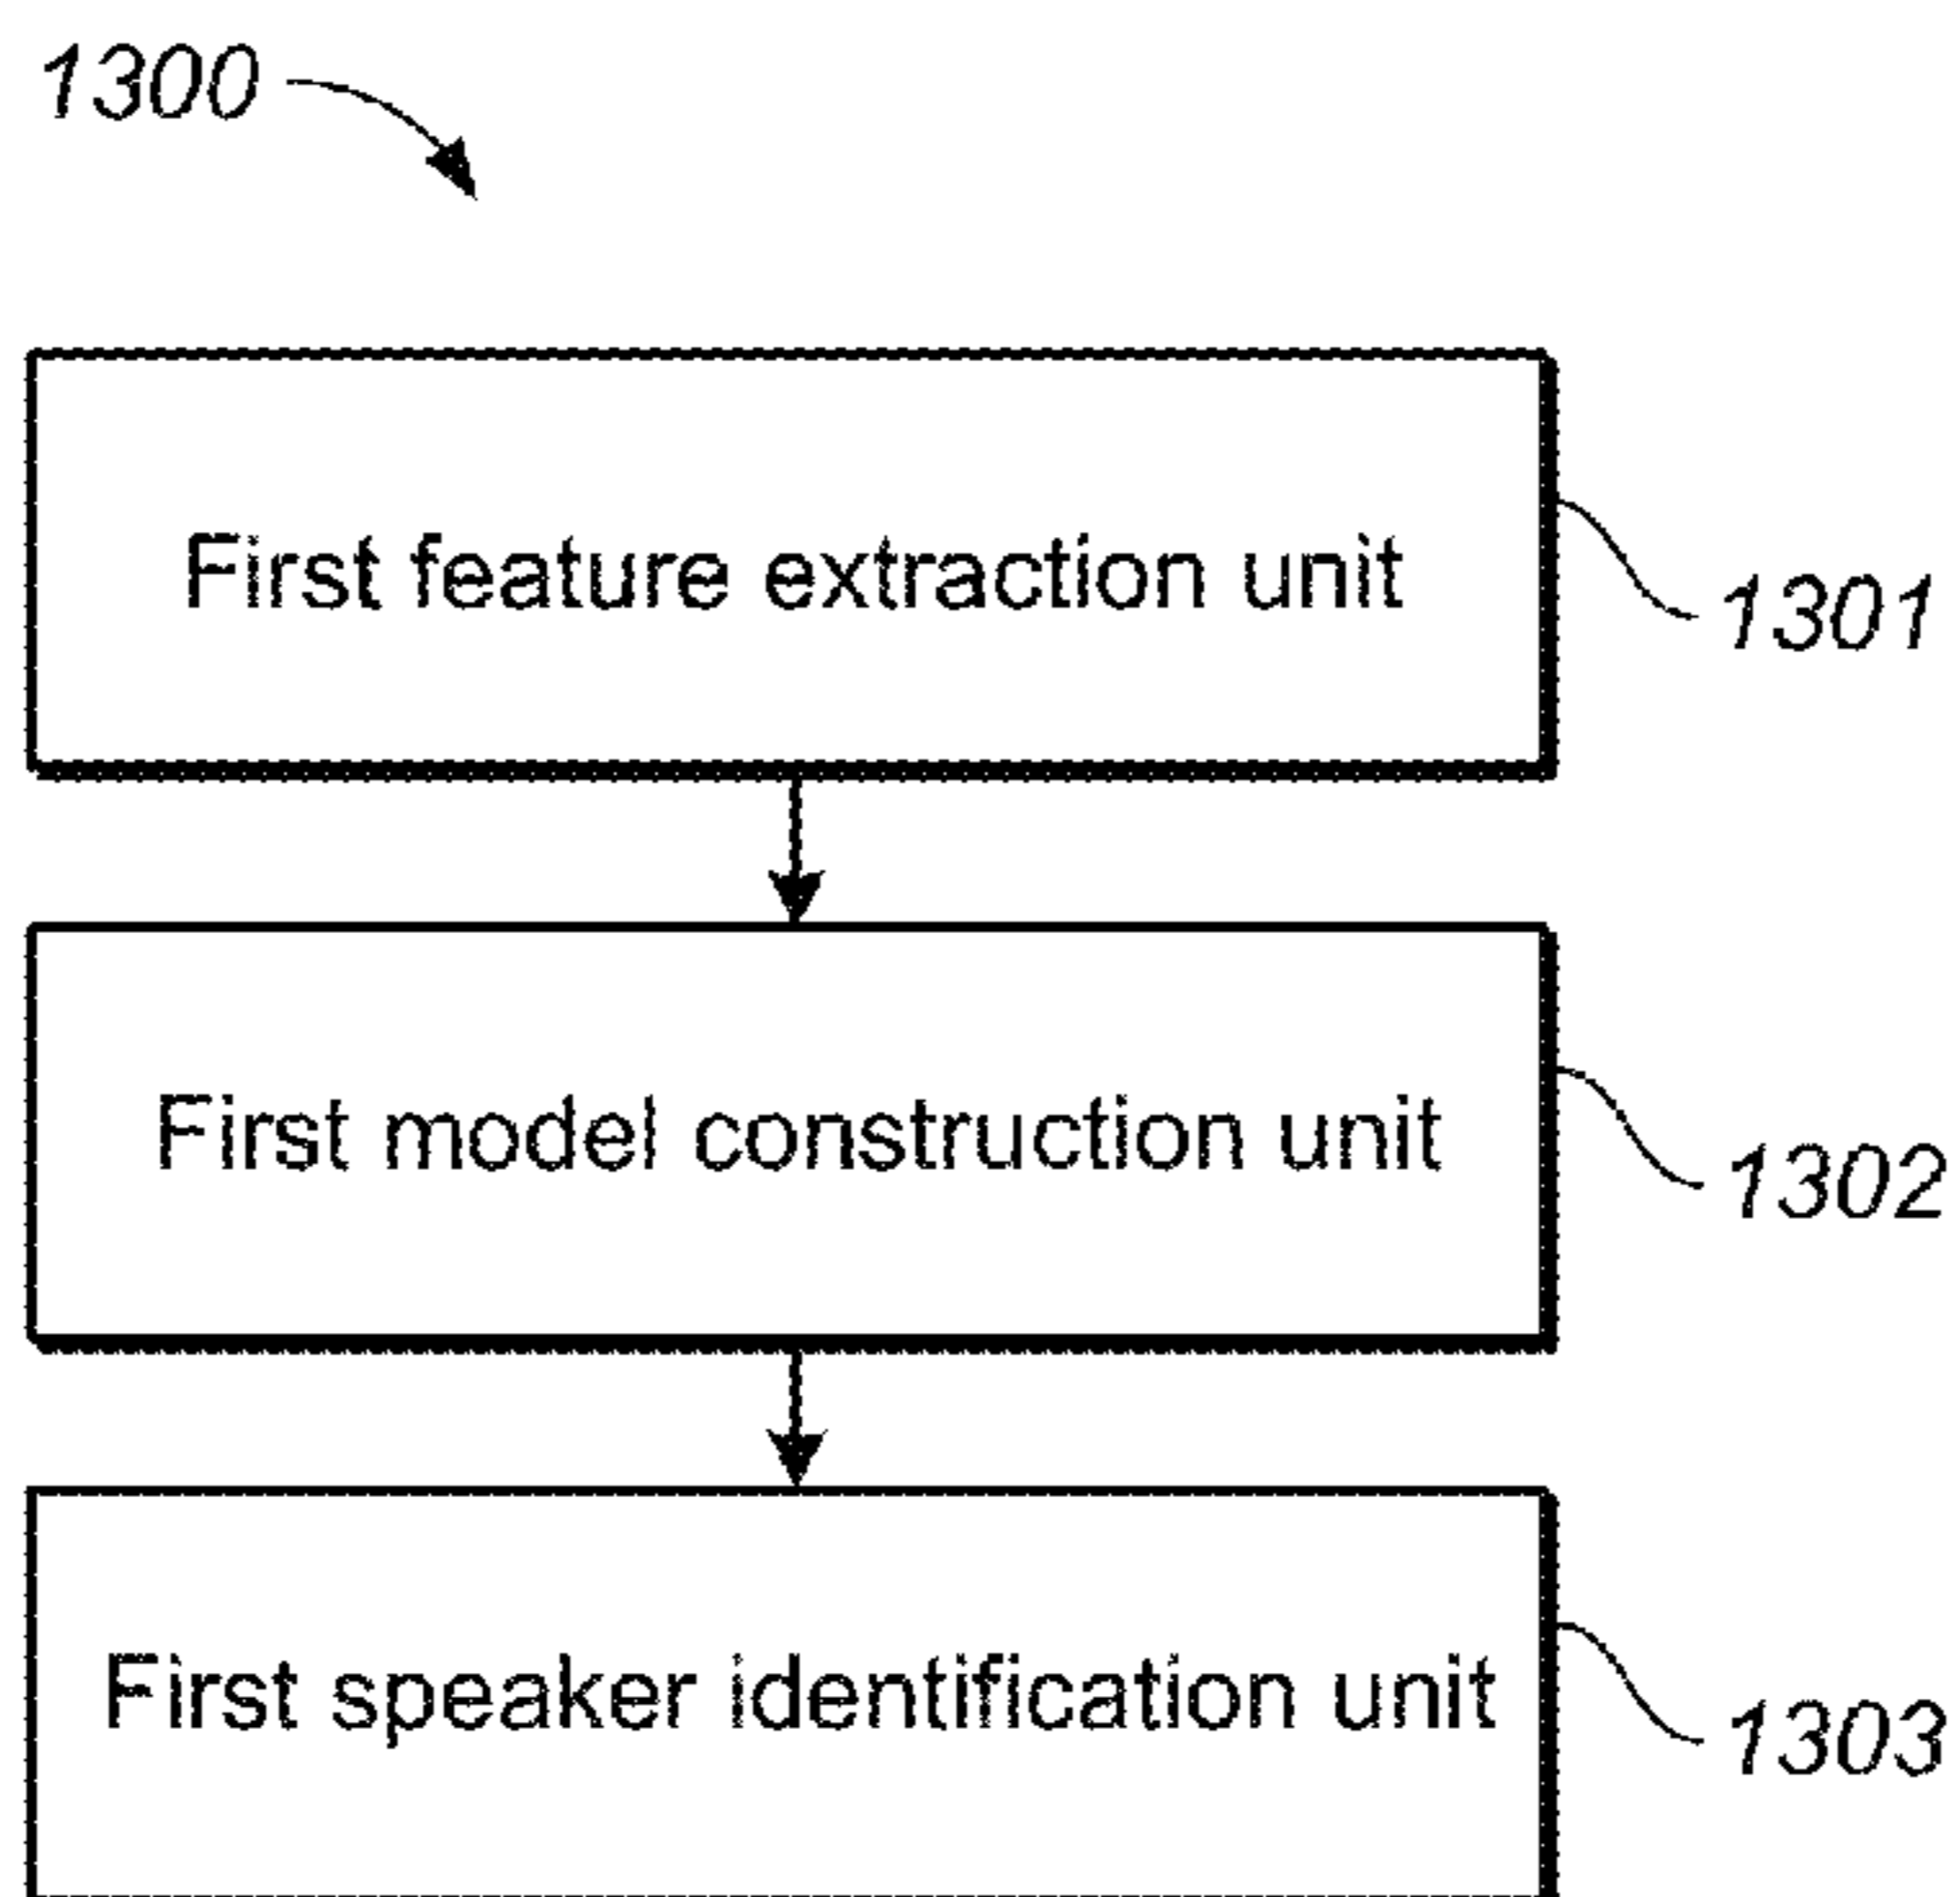 1300
First feature extraction unit
1301
First model construction unit
1302
First speaker identification unit
1303